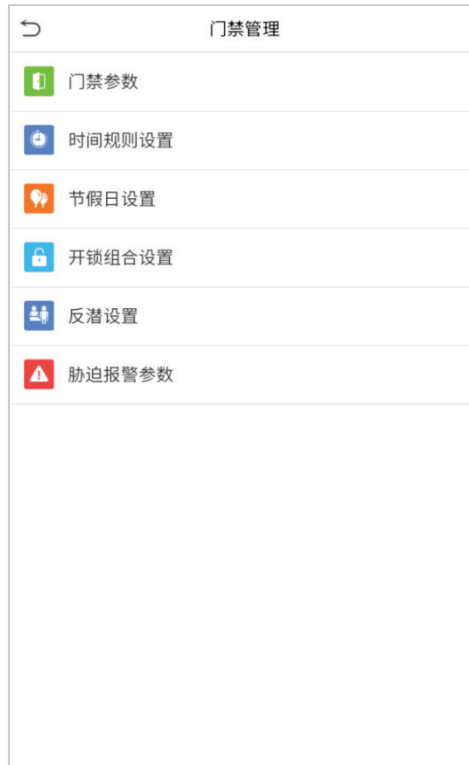 门禁管理
门禁参数
时间规则设置
节假日设置
开锁组合设置
反潜设置
胁迫报警参数